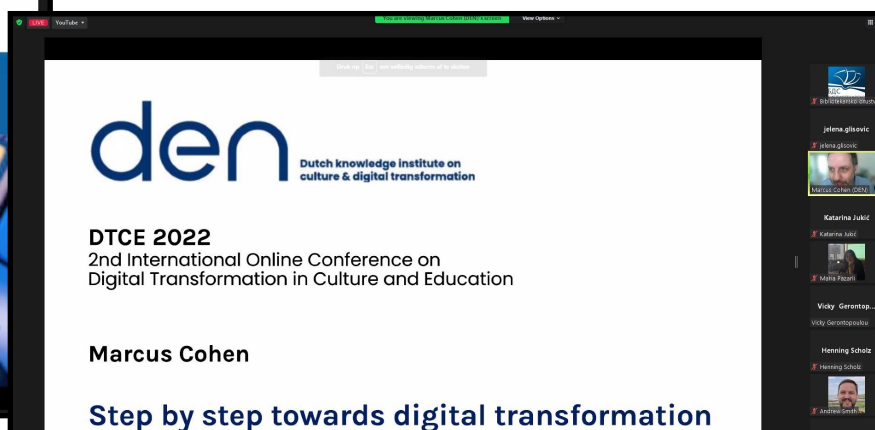 LIVE
YouTube
You are viewing Marcus Cohen (DEN)'s screen
View Options
den
Dutch knowledge institute on
culture & digital transformation
DTCE 2022
2nd International Online Conference on
Digital Transformation in Culture and Education
Marcus Cohen
Step by step towards digital transformation
БДС
jelena.glisovic
jelena.glisovic
Marcus Cohen (DEN)
Katarina Jukić
Katarina Jukić
Maria Pazarli
Vicky Gerontop...
Vicky Gerontopoulou
Henning Scholz
Henning Scholz
Andrew Smith